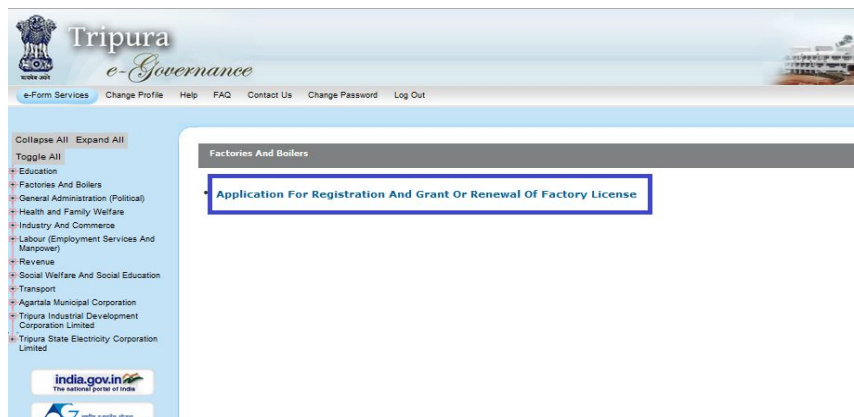 Tripura
e-Governance
e-Form Services Change Profile Help FAQ Contact Us Change Password Log Out
Collapse All Expand All
Toggle All
Education
Factories And Boilers
General Administration (Political)
Health and Family Welfare
Industry And Commerce
Labour (Employment Services And
Manpower)
Revenue
Social Welfare And Social Education
Transport
Agartala Municipal Corporation
Tripura Industrial Development
Corporation Limited
Tripura State Electricity Corporation
Limited
india.gov.in
The national portal of India
Factories And Boilers
Application For Registration And Grant Or Renewal Of Factory License